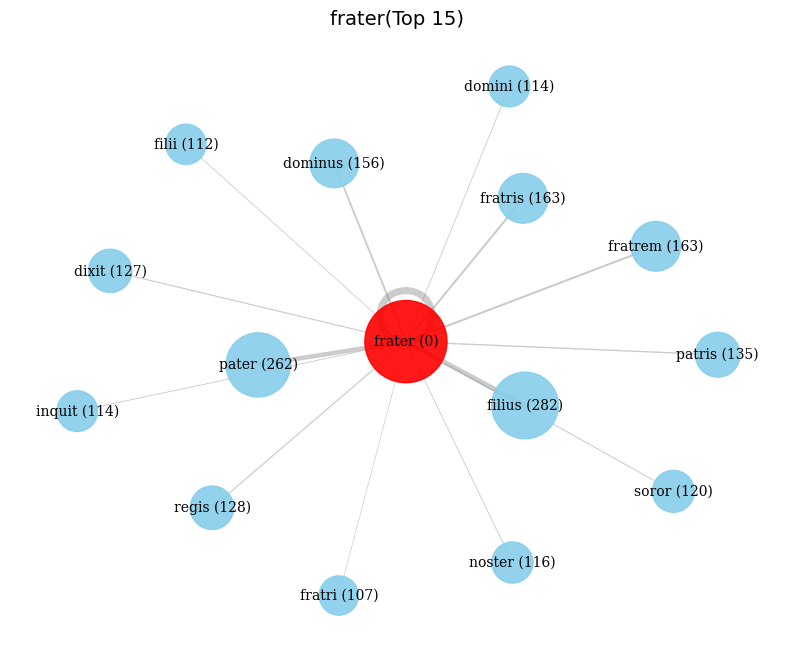 frater(Top 15)
domini (114)
filii (112)
dominus (156)
fratris (163)
fratrem (163)
dixit (127)
frater (0)
patris (135)
pater (262)
inquit (114)
filius (282)
soror (120)
regis (128)
noster (116)
fratri (107)